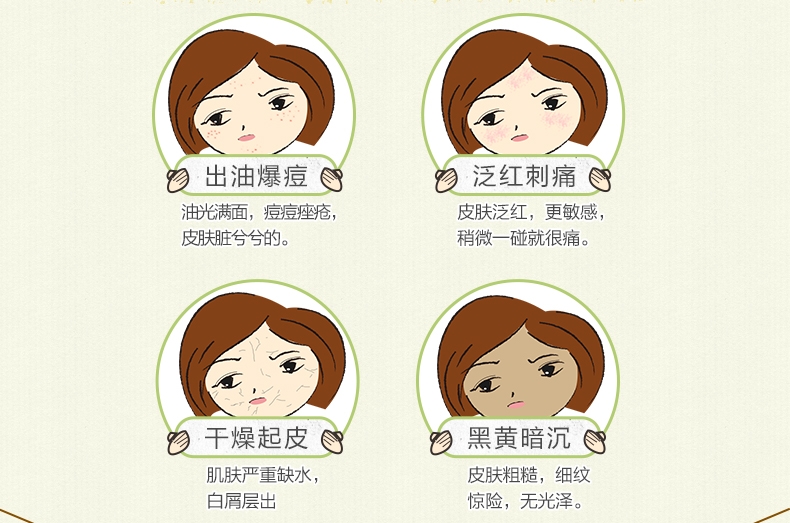 出油爆痘
油光满面，痘痘痤疮，
皮肤脏兮兮的。
泛红刺痛
皮肤泛红，更敏感，
稍微一碰就很痛。
干燥起皮
肌肤严重缺水，
白屑层出
黑黄暗沉
皮肤粗糙，细纹
惊险，无光泽。